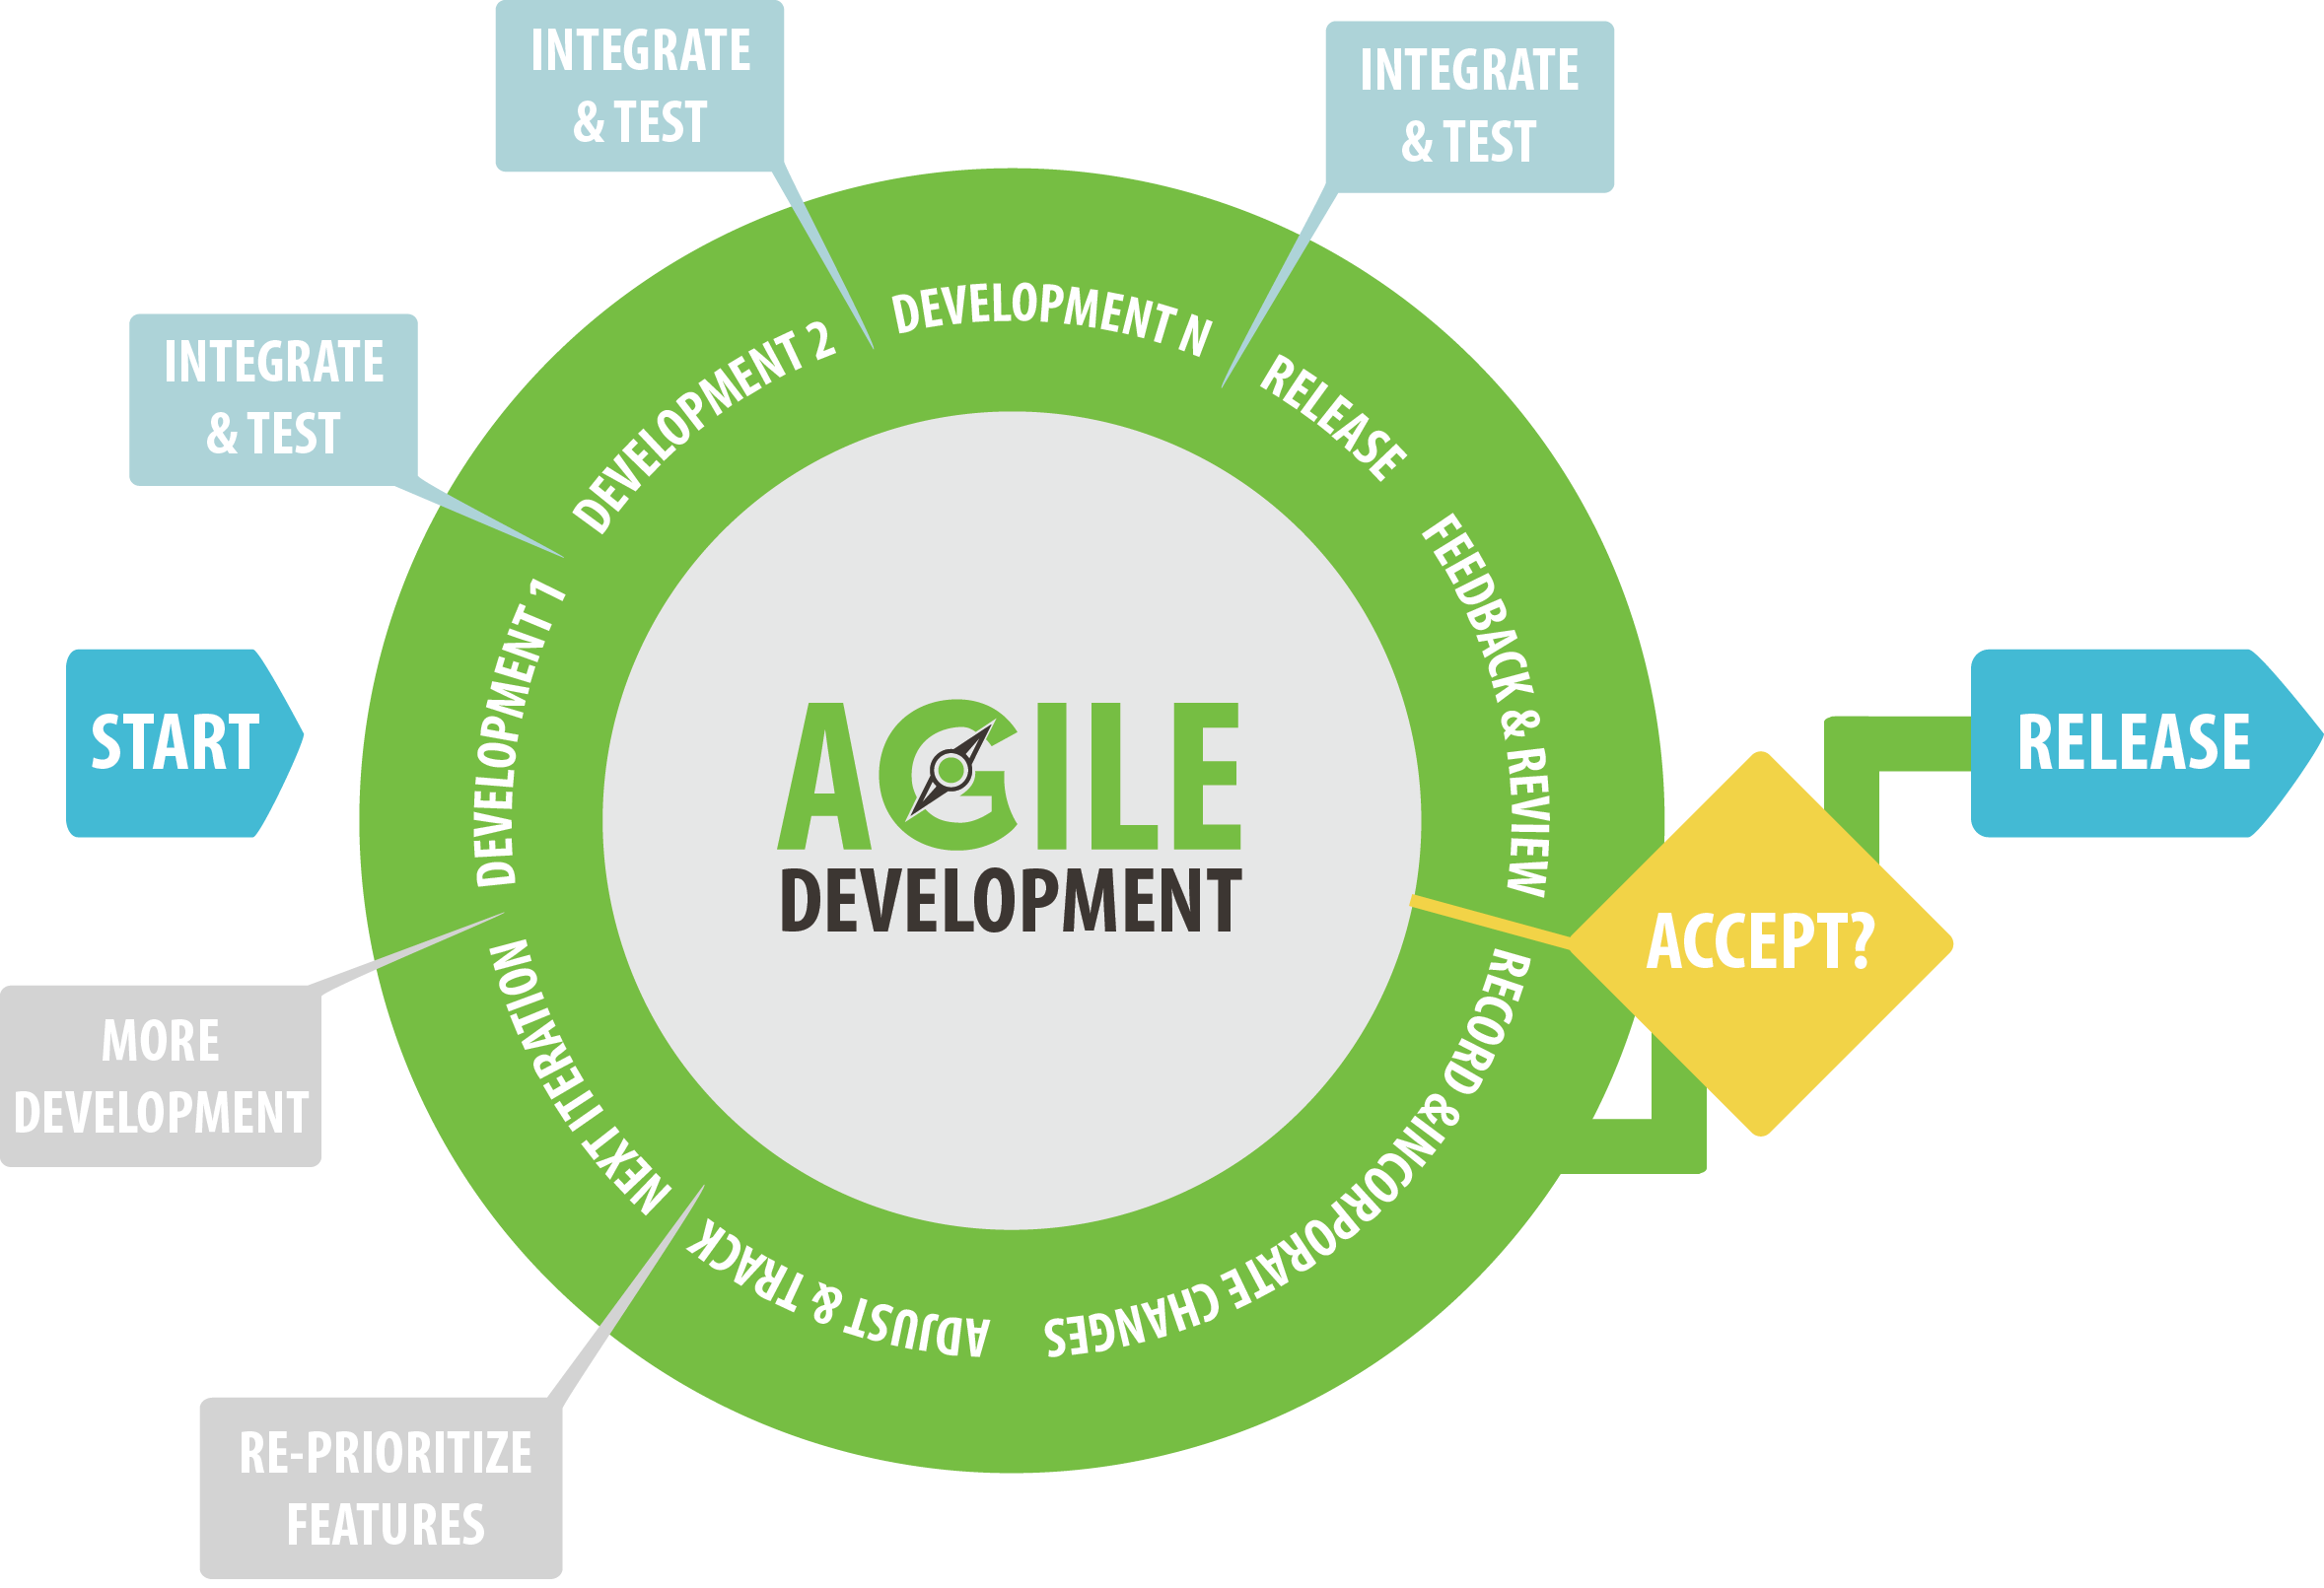 INTEGRATE
& TEST
INTEGRATE
& TEST
INTEGRATE
& TEST
START
DEVELOPMENT 1
DEVELOPMENT 2
DEVELOPMENT N
RELEASE
FEEDBACK & REVIEW
ACCEPT?
RELEASE
RECORD & INCORPORATE CHANGES
ADJUST & TRACK
NEXT ITERATION
AGILE
DEVELOPMENT
MORE
DEVELOPMENT
RE-PRIORITIZE
FEATURES